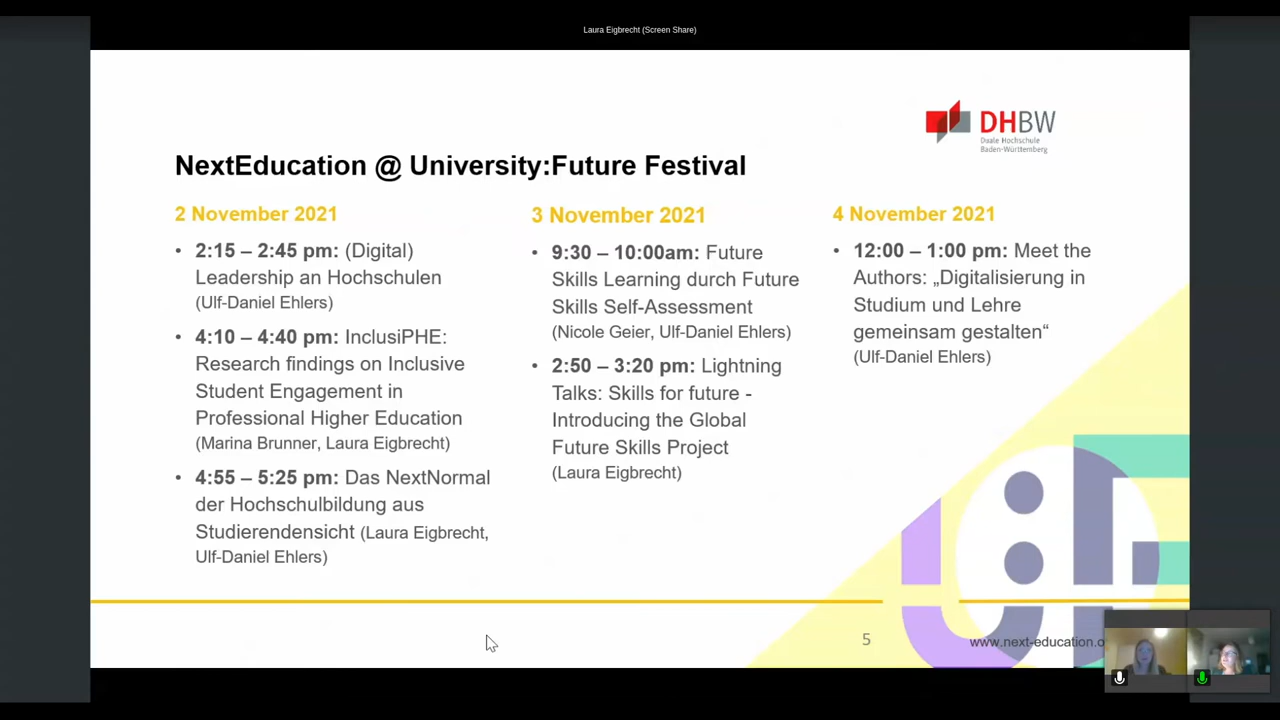 Laura Eigbrecht (Screen Share)
DHBW
Duale Hochschule
Baden-Württemberg
NextEducation @ University:Future Festival
2 November 2021
• 2:15 – 2:45 pm: (Digital)
Leadership an Hochschulen
(Ulf-Daniel Ehlers)
• 4:10 – 4:40 pm: InclusiPHE:
Research findings on Inclusive
Student Engagement in
Professional Higher Education
(Marina Brunner, Laura Eigbrecht)
• 4:55 – 5:25 pm: Das NextNormal
der Hochschulbildung aus
Studierendensicht (Laura Eigbrecht,
Ulf-Daniel Ehlers)
3 November 2021
• 9:30 – 10:00am: Future
Skills Learning durch Future
Skills Self-Assessment
(Nicole Geier, Ulf-Daniel Ehlers)
• 2:50 – 3:20 pm: Lightning
Talks: Skills for future -
Introducing the Global
Future Skills Project
(Laura Eigbrecht)
4 November 2021
• 12:00 – 1:00 pm: Meet the
Authors: „Digitalisierung in
Studium und Lehre
gemeinsam gestalten“
(Ulf-Daniel Ehlers)
5
www.next-education.o